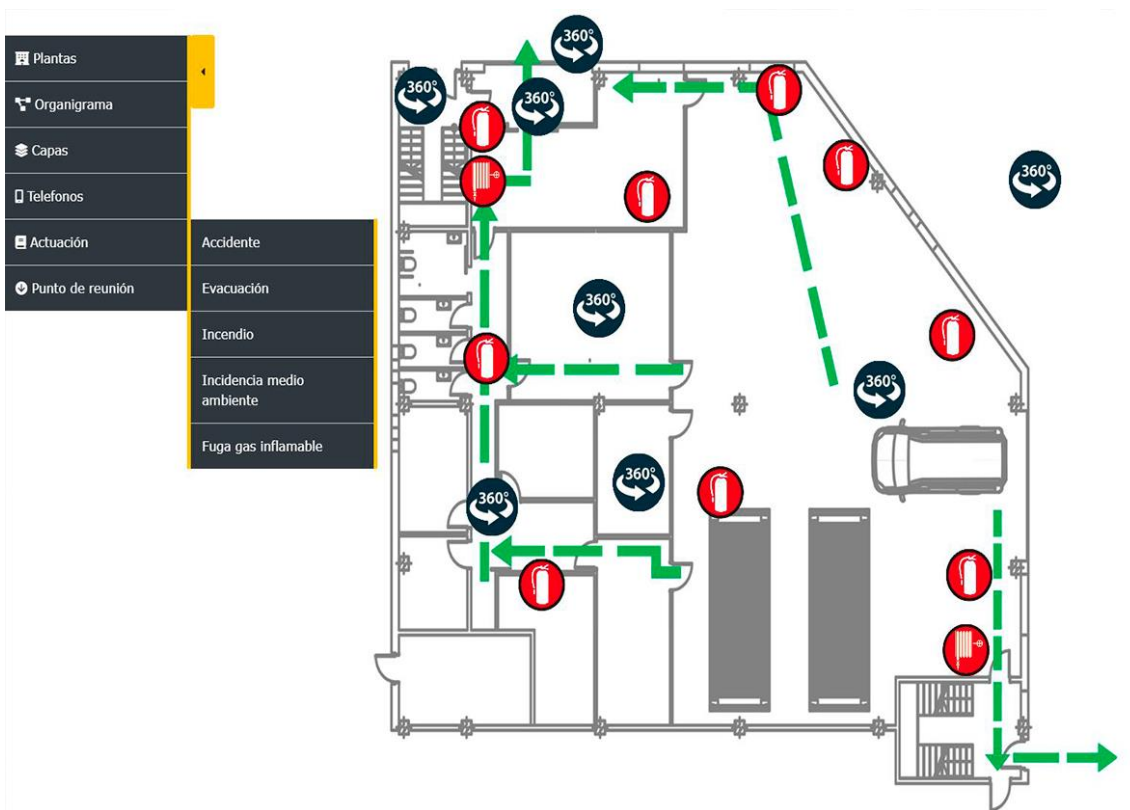 Plantas
Organigrama
Capas
Telefonos
Actuación
Punto de reunión
Accidente
Evacuación
Incendio
Incidencia medio
ambiente
Fuga gas inflamable
360°
360°
360°
360°
360°
360°
360°
360°